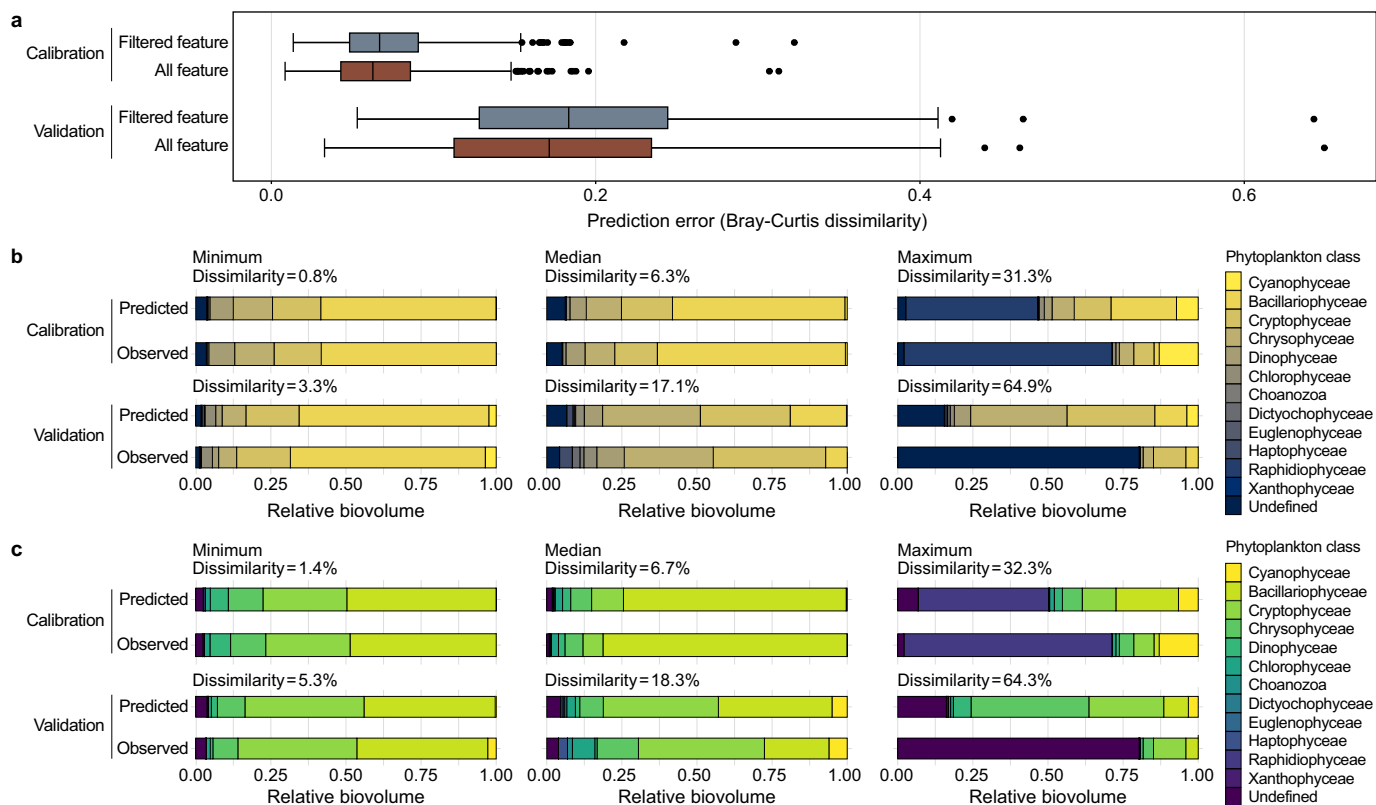 a
Calibration
Filtered feature
All feature
Validation
Filtered feature
All feature
0.0 0.2 0.4 0.6
Prediction error (Bray-Curtis dissimilarity)
b
Minimum
Dissimilarity=0.8%
Median
Dissimilarity=6.3%
Maximum
Dissimilarity=31.3%
Calibration
Predicted
Observed
Dissimilarity=3.3%
Dissimilarity=17.1%
Dissimilarity=64.9%
Validation
Predicted
Observed
0.00 0.25 0.50 0.75 1.00
0.00 0.25 0.50 0.75 1.00
0.00 0.25 0.50 0.75 1.00
Relative biovolume
Relative biovolume
Relative biovolume
Phytoplankton class
Cyanophyceae
Bacillariophyceae
Cryptophyceae
Chrysophyceae
Dinophyceae
Chlorophyceae
Choanozoa
Dictyochophyceae
Euglenophyceae
Haptophyceae
Raphidiophyceae
Xanthophyceae
Undefined
c
Minimum
Dissimilarity=1.4%
Median
Dissimilarity=6.7%
Maximum
Dissimilarity=32.3%
Calibration
Predicted
Observed
Dissimilarity=5.3%
Dissimilarity=18.3%
Dissimilarity=64.3%
Validation
Predicted
Observed
0.00 0.25 0.50 0.75 1.00
0.00 0.25 0.50 0.75 1.00
0.00 0.25 0.50 0.75 1.00
Relative biovolume
Relative biovolume
Relative biovolume
Phytoplankton class
Cyanophyceae
Bacillariophyceae
Cryptophyceae
Chrysophyceae
Dinophyceae
Chlorophyceae
Choanozoa
Dictyochophyceae
Euglenophyceae
Haptophyceae
Raphidiophyceae
Xanthophyceae
Undefined